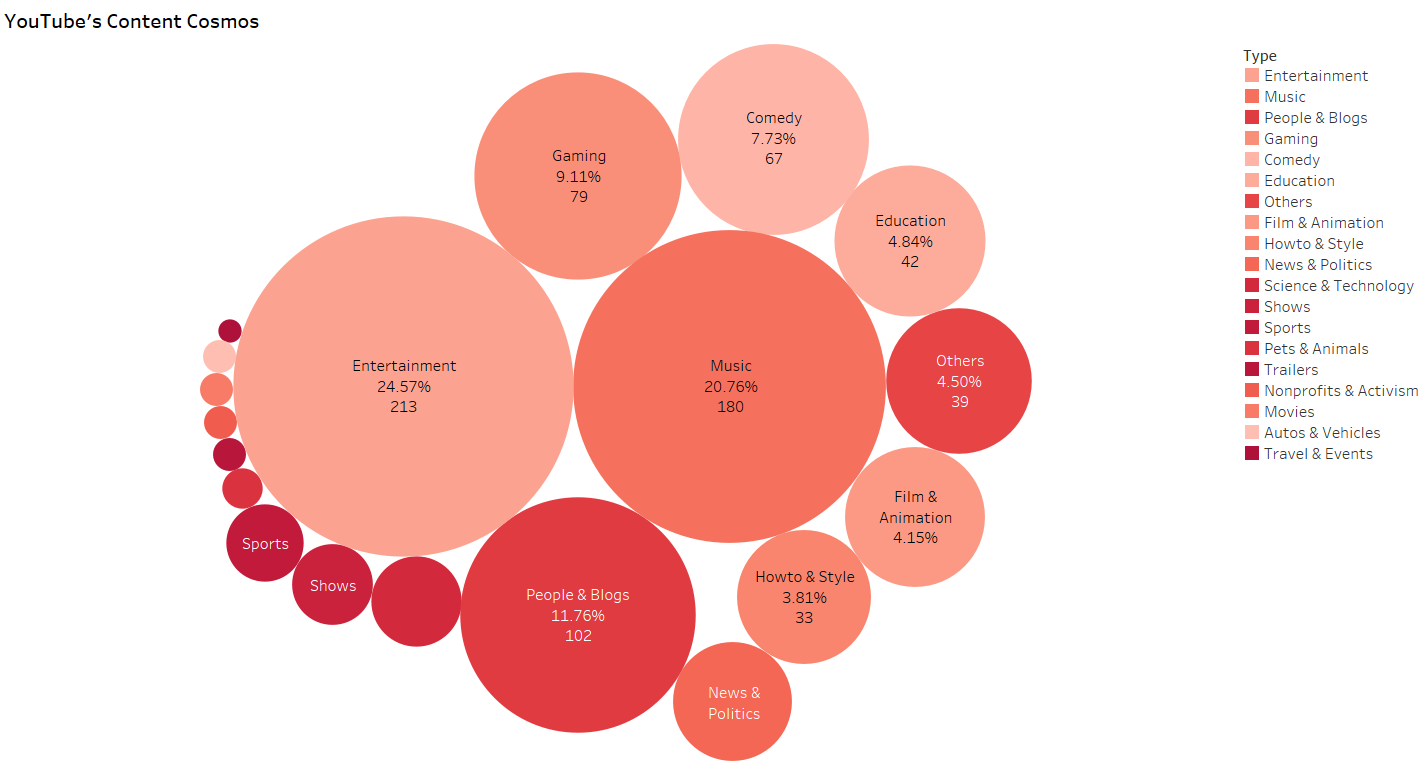 YouTube’s Content Cosmos
Comedy
7.73%
67
Gaming
9.11%
79
Education
4.84%
42
Entertainment
24.57%
213
Music
20.76%
180
Others
4.50%
39
Film &
Animation
4.15%
Sports
Shows
People & Blogs
11.76%
102
Howto & Style
3.81%
33
News &
Politics
Type
Entertainment
Music
People & Blogs
Gaming
Comedy
Education
Others
Film & Animation
Howto & Style
News & Politics
Science & Technology
Shows
Sports
Pets & Animals
Trailers
Nonprofits & Activism
Movies
Autos & Vehicles
Travel & Events